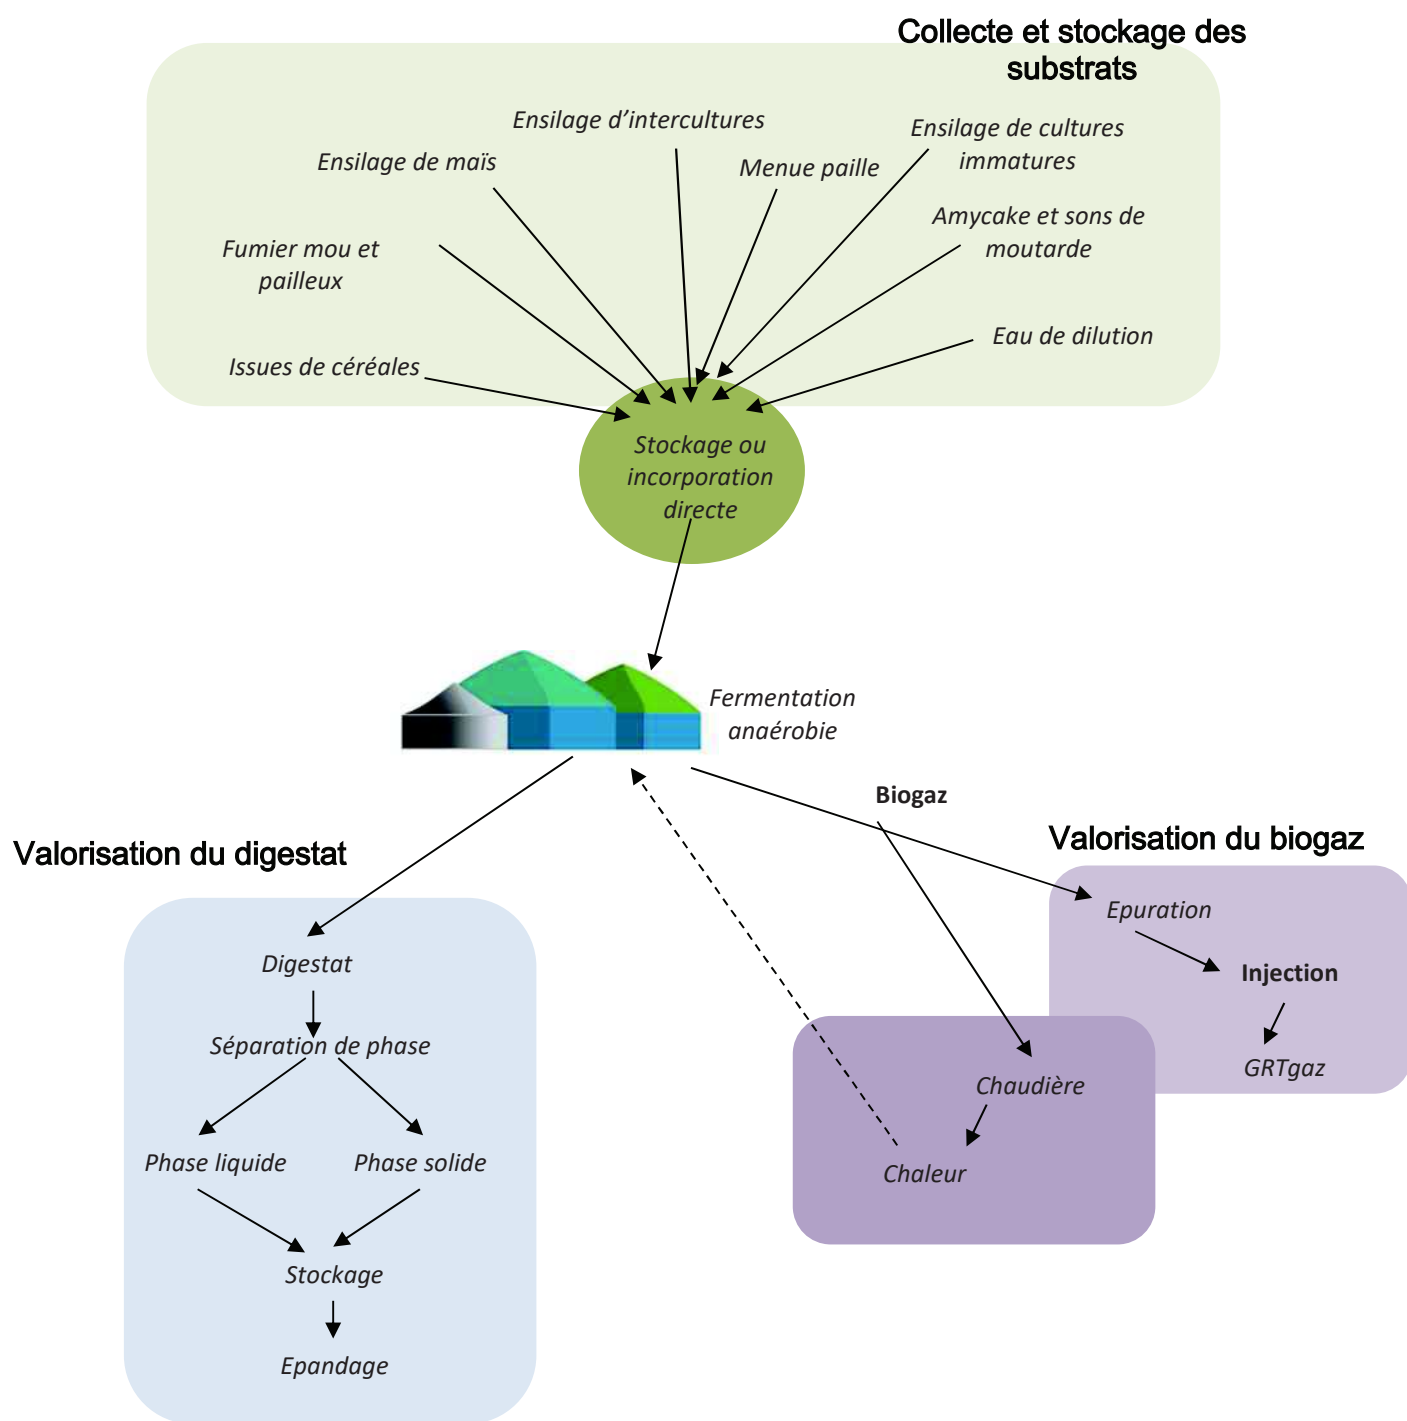 Collecte et stockage des
substrats
Ensilage d’intercultures
Ensilage de cultures
immatures
Ensilage de maïs
Menue paille
Amycake et sons de
moutarde
Fumier mou et
pailleux
Eau de dilution
Issues de céréales
Stockage ou
incorporation
directe
Fermentation
anaérobie
Biogaz
Valorisation du digestat
Valorisation du biogaz
Epuration
Injection
GRTgaz
Chaudière
Chaleur
Digestat
Séparation de phase
Phase liquide
Phase solide
Stockage
Epandage